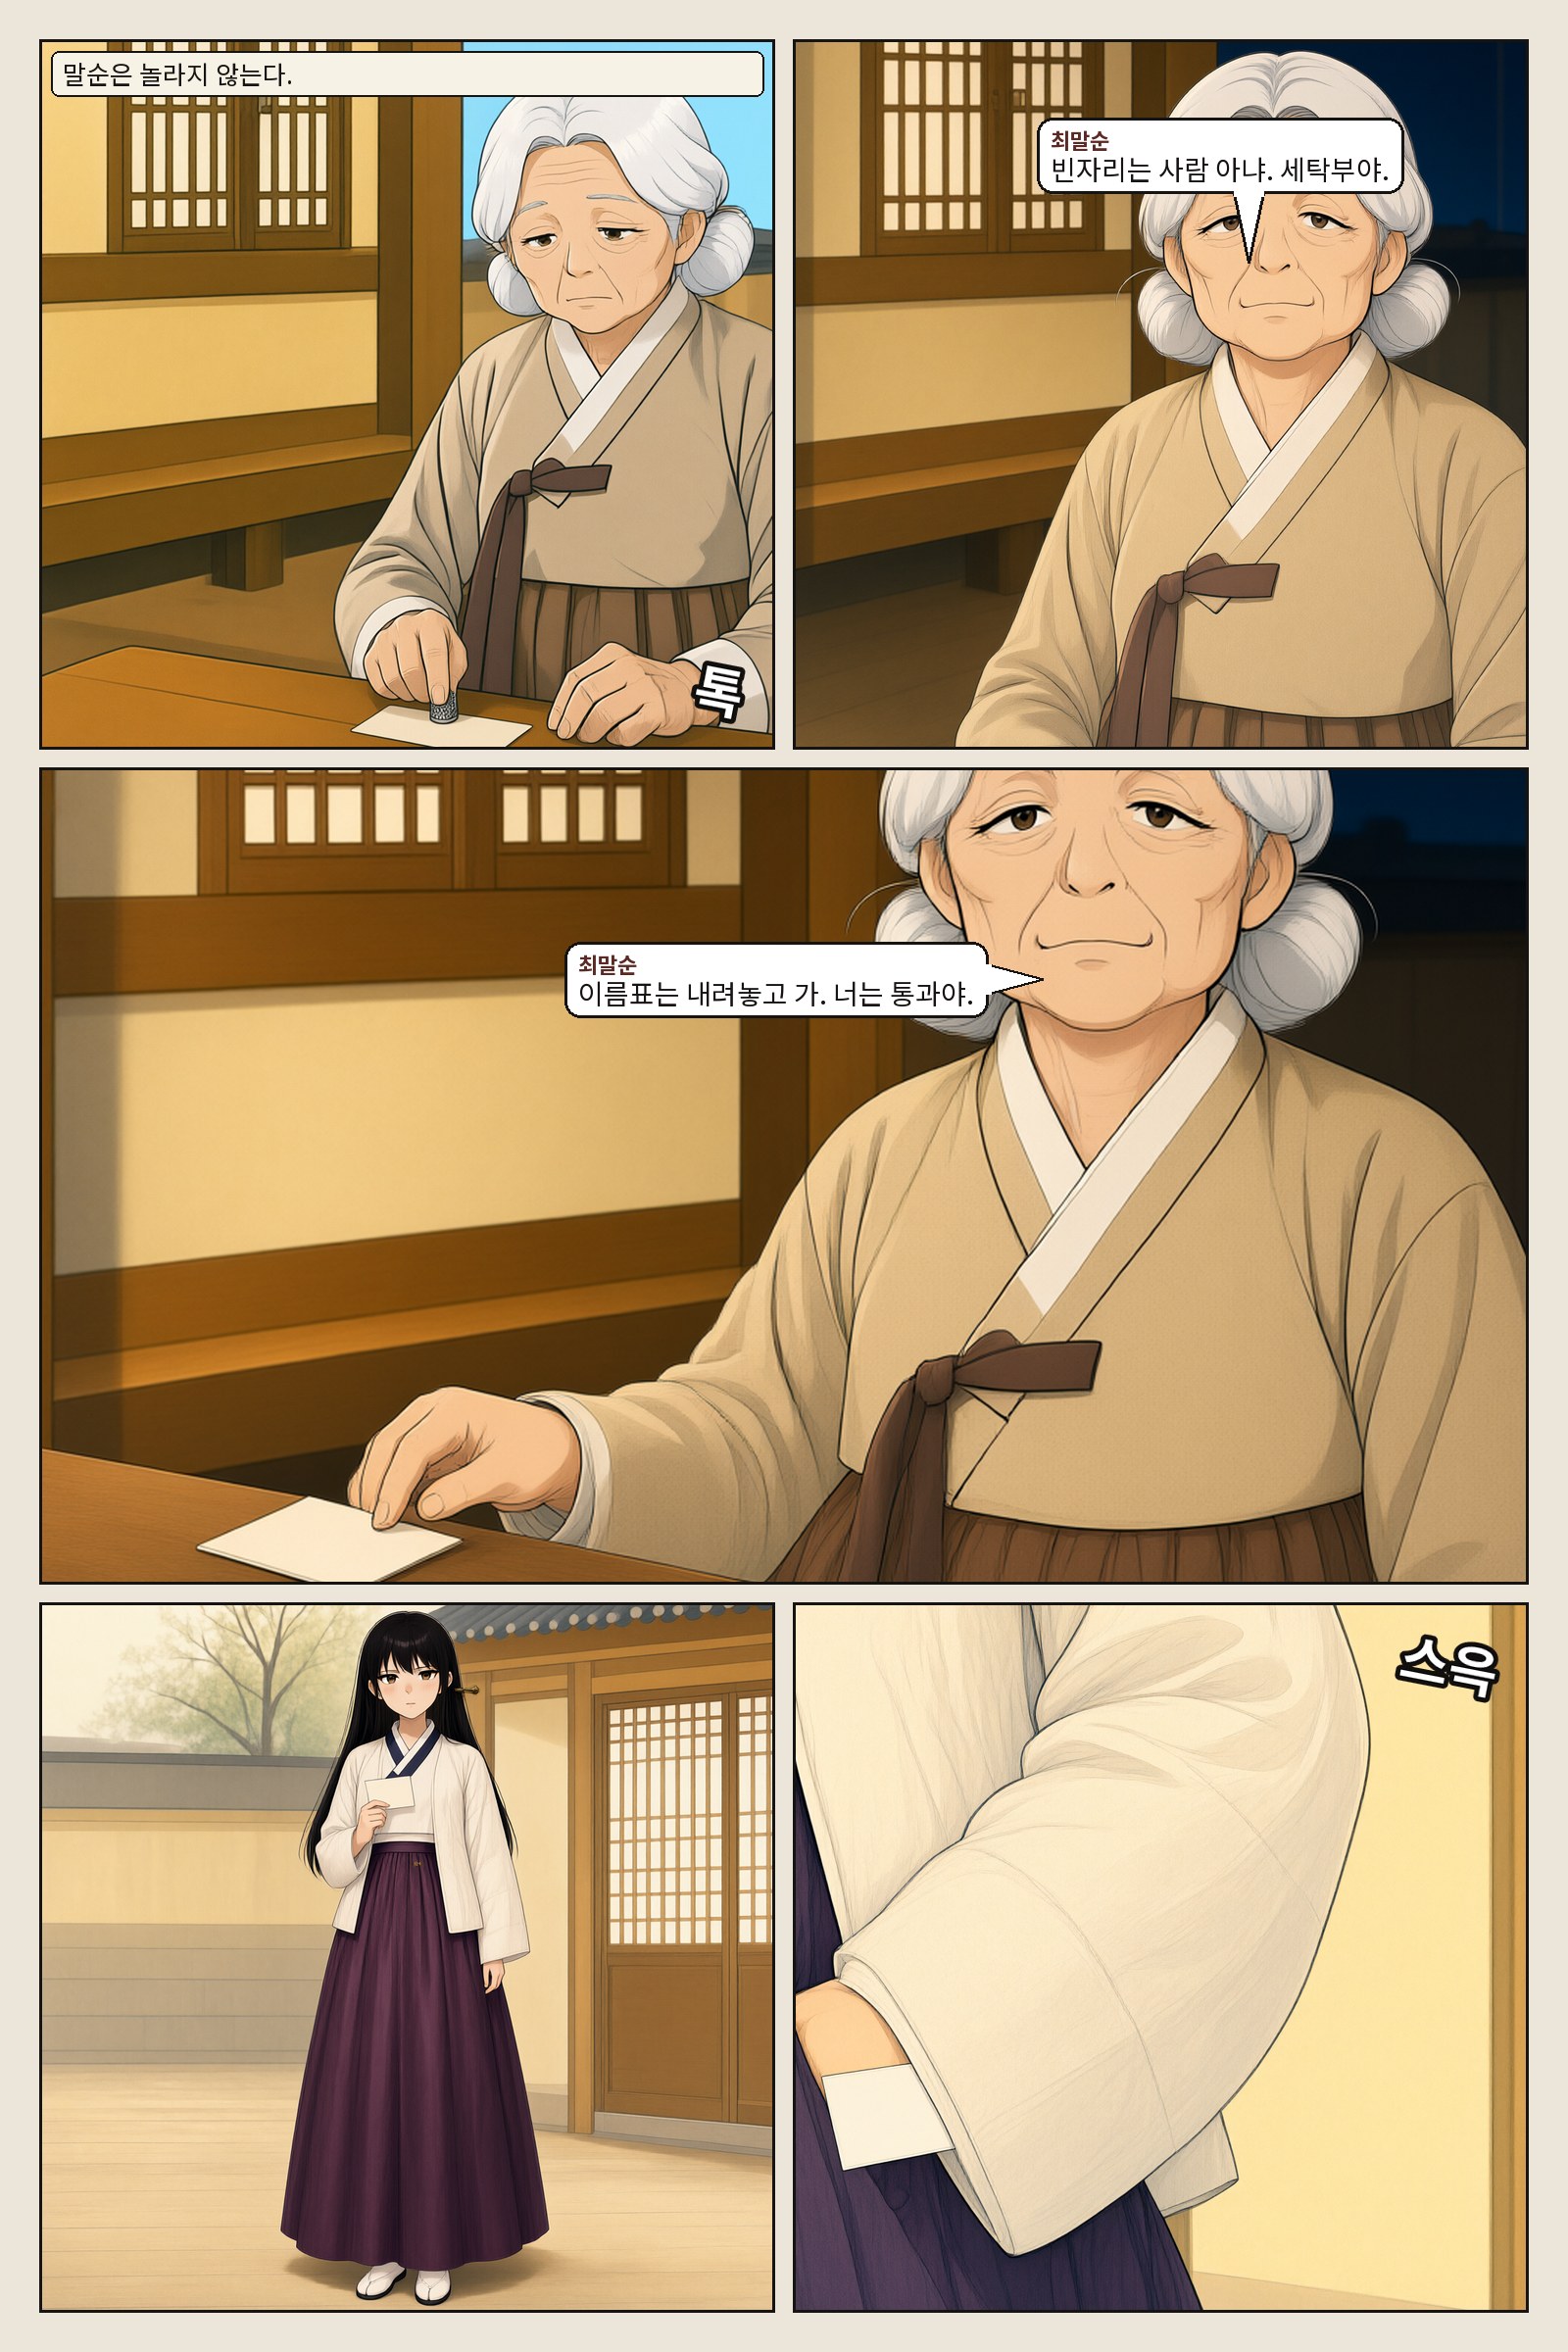 말순은 놀라지 않는다.
톡
최말순
빈자리는 사람 아냐. 세탁부야.
최말순
이름표는 내려놓고 가. 너는 통과야.
스윽